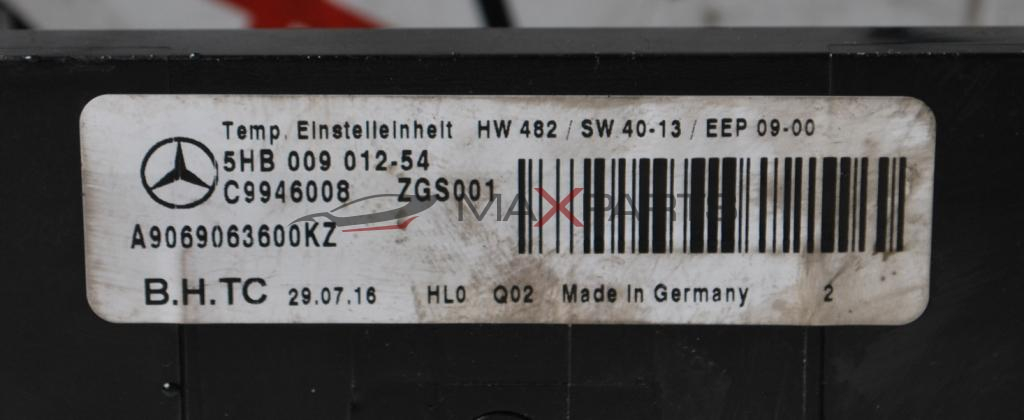 Temp. Einstelleinheit HW 482 / SW 40-13 / EEP 09-00
5HB 009 012-54
C9946008 ZGS001
MAXPARTS
A9069063600KZ
B.H.TC 29.07.16 HL0 Q02 Made in Germany 2